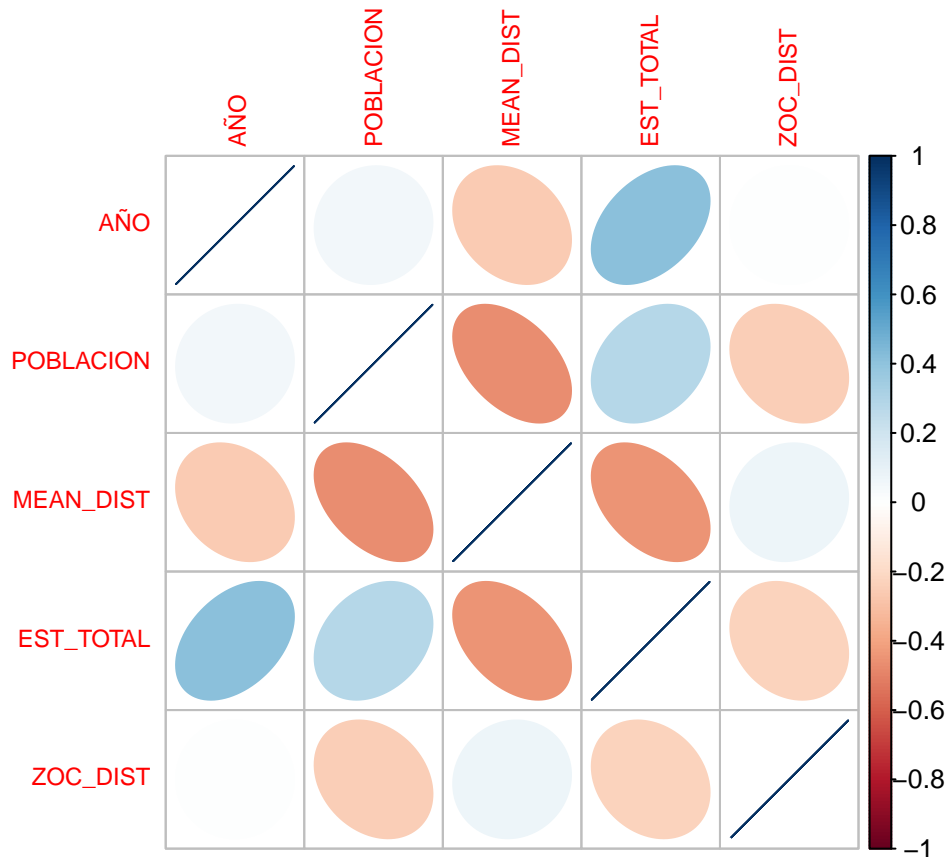 AÑO
POBLACION
MEAN_DIST
EST_TOTAL
ZOC_DIST
AÑO
POBLACION
MEAN_DIST
EST_TOTAL
ZOC_DIST
1
0.8
0.6
0.4
0.2
0
−0.2
−0.4
−0.6
−0.8
−1